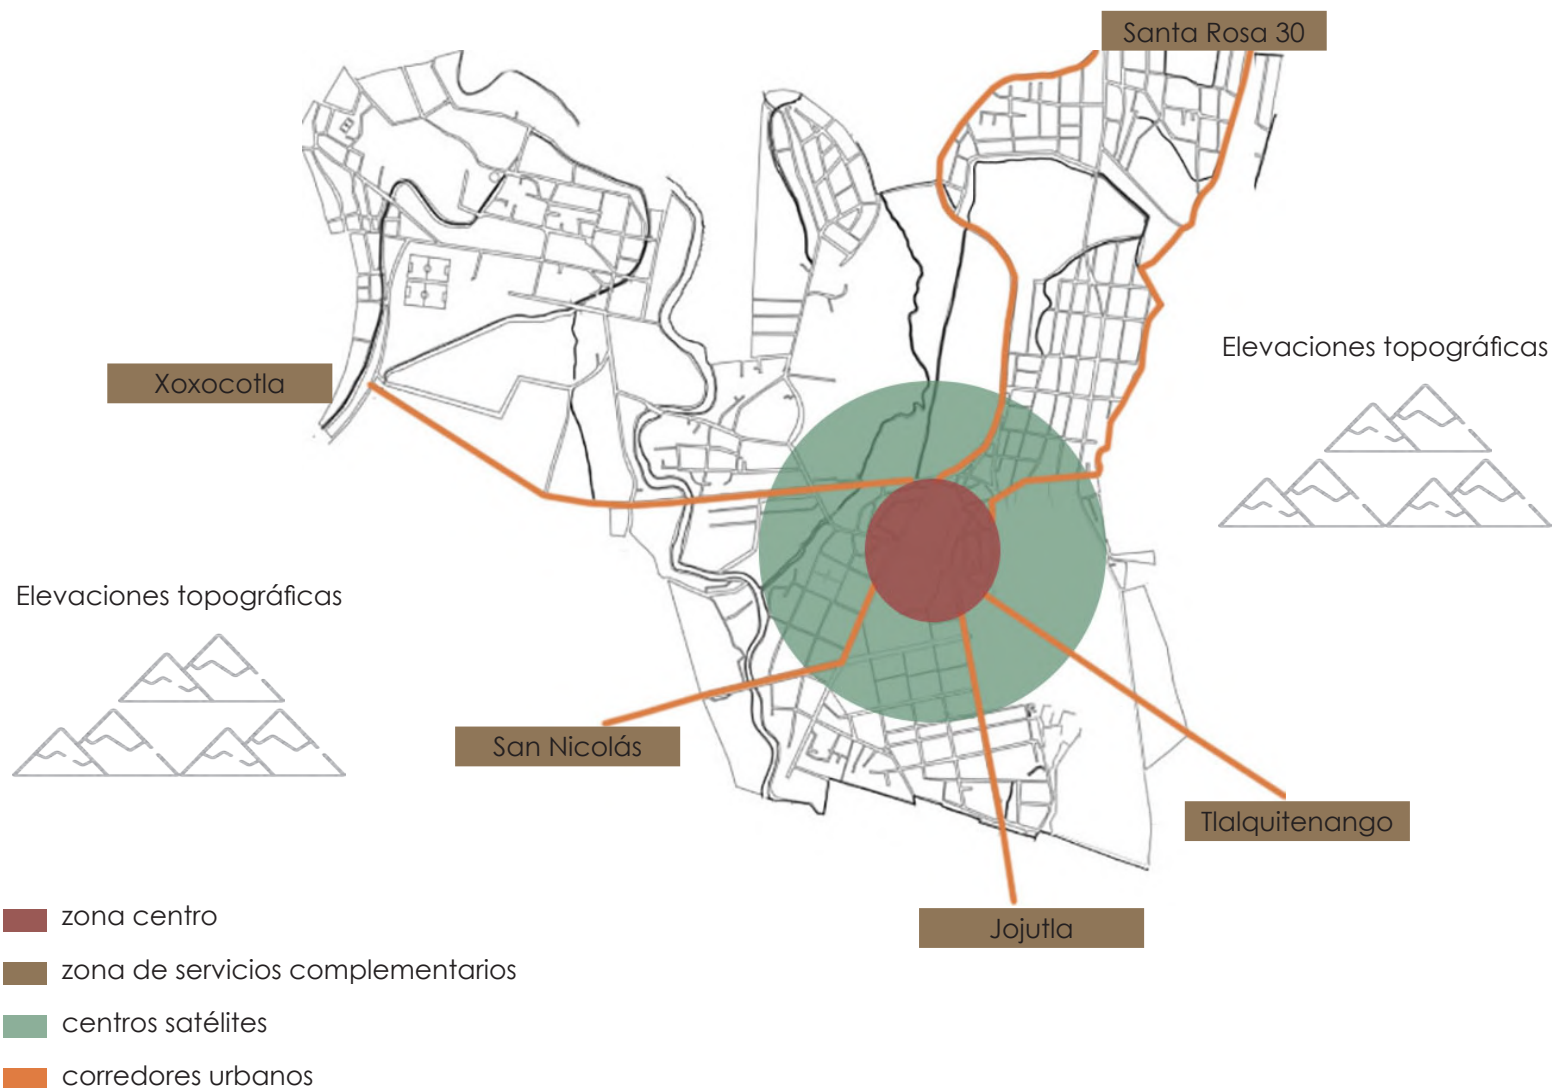 Santa Rosa 30
Elevaciones topográficas
Xoxocotla
Elevaciones topográficas
San Nicolás
Tlalquitenango
Jojutla
zona centro
zona de servicios complementarios
centros satélites
corredores urbanos